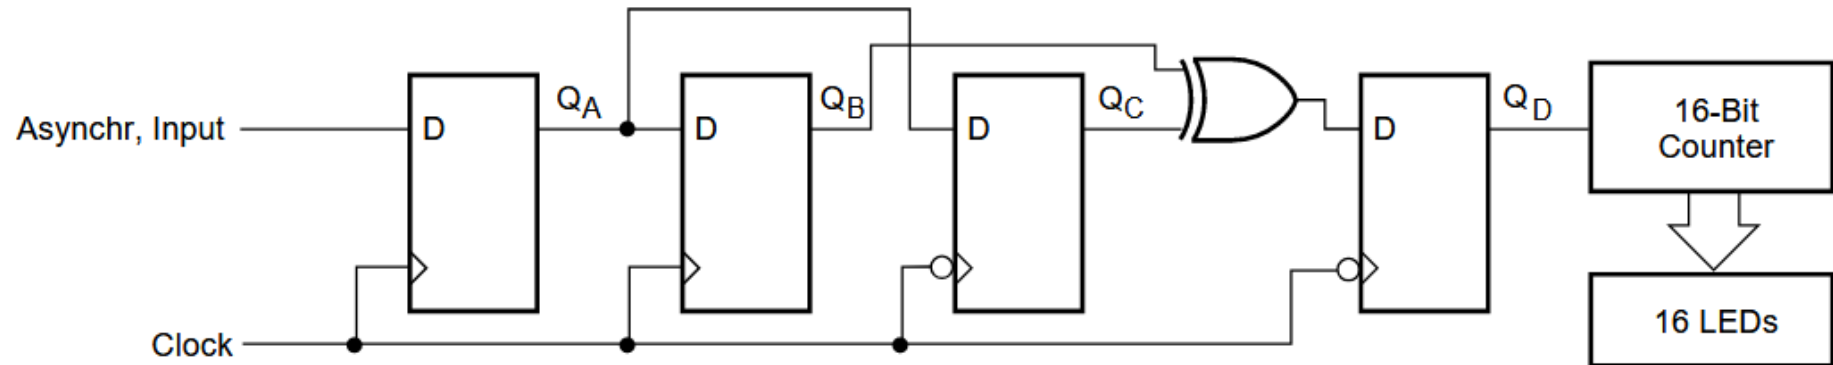 Asynchr, Input
D
QA
D
QB
D
QC
D
QD
16-Bit
Counter
16 LEDs
Clock